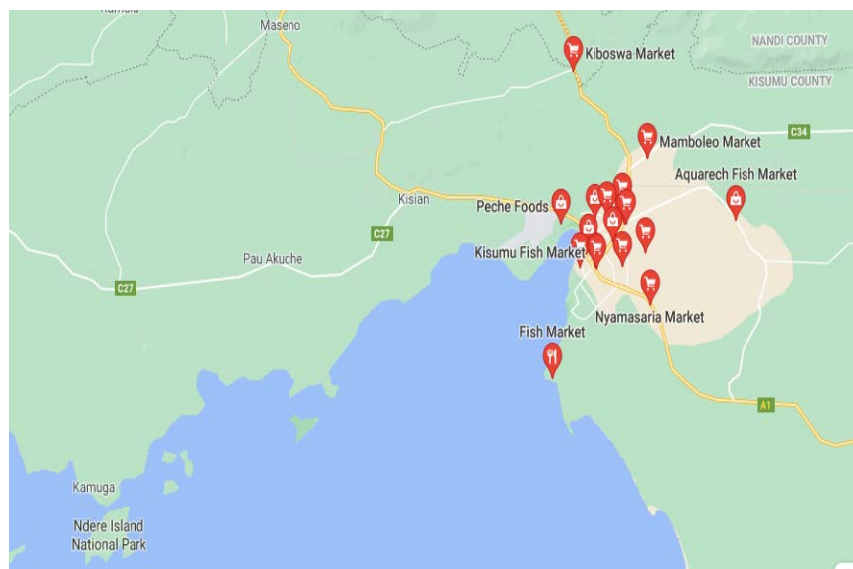 Maseno
NANDI COUNTY
Kiboswa Market
KISUMU COUNTY
C34
Mamboleo Market
Aquarech Fish Market
Kisian
Peche Foods
C27
Pau Akuche
Kisumu Fish Market
C27
Nyamasaria Market
Fish Market
A1
Kamuga
Ndere Island
National Park